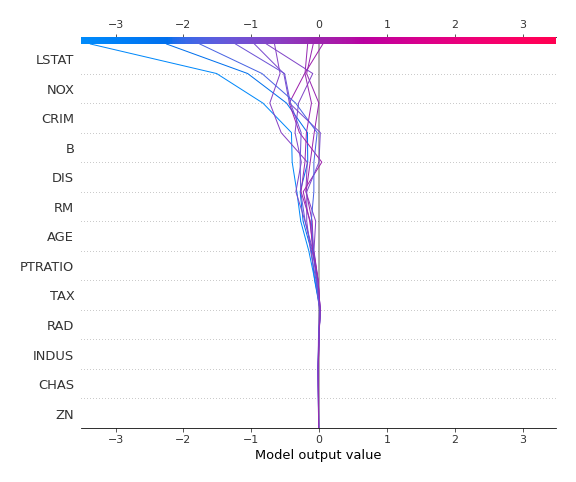 −3 −2 −1 0 1 2 3
LSTAT
NOX
CRIM
B
DIS
RM
AGE
PTRATIO
TAX
RAD
INDUS
CHAS
ZN
−3 −2 −1 0 1 2 3
Model output value